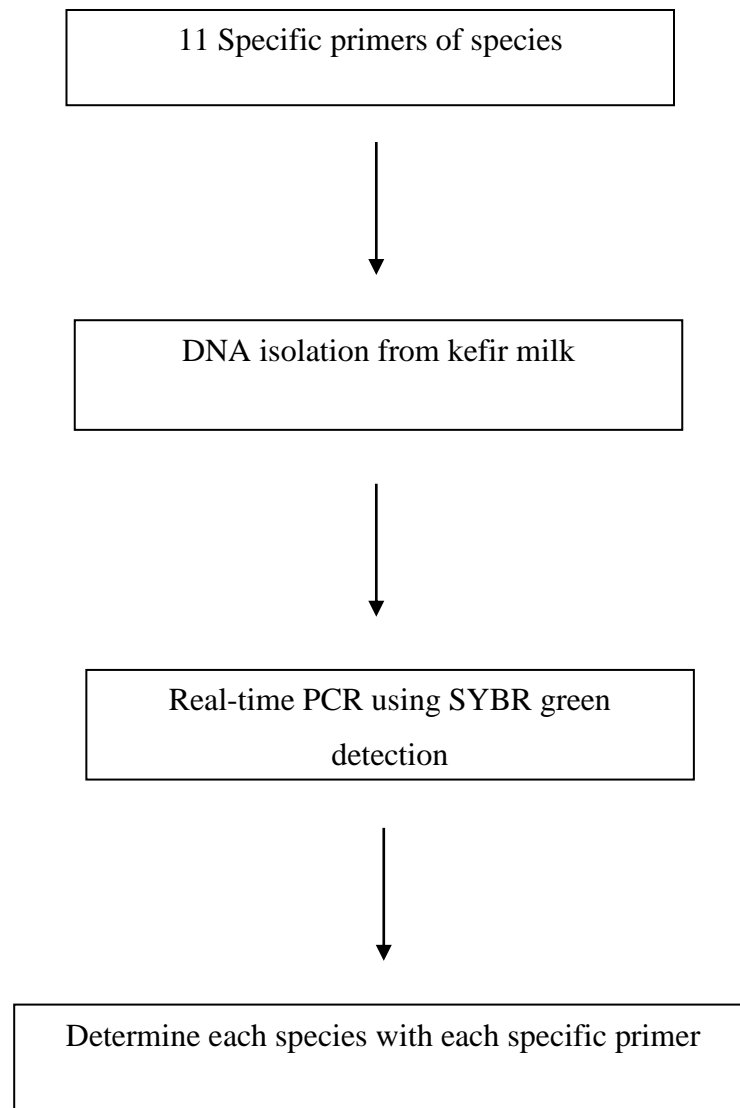 11 Specific primers of species
DNA isolation from kefir milk
Real-time PCR using SYBR green
detection
Determine each species with each specific primer